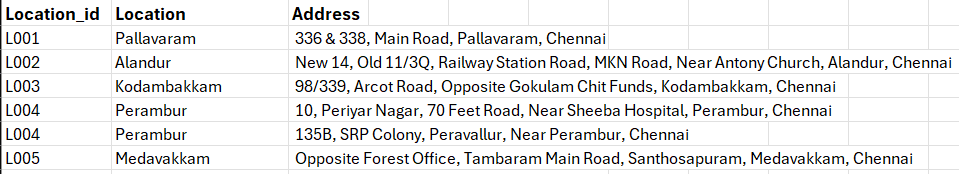 Location_id Location Address
L001 Pallavaram 336 & 338, Main Road, Pallavaram, Chennai
L002 Alandur New 14, Old 11/3Q, Railway Station Road, MKN Road, Near Antony Church, Alandur, Chennai
L003 Kodambakkam 98/339, Arcot Road, Opposite Gokulam Chit Funds, Kodambakkam, Chennai
L004 Perambur 10, Periyar Nagar, 70 Feet Road, Near Sheeba Hospital, Perambur, Chennai
L004 Perambur 135B, SRP Colony, Peravallur, Near Perambur, Chennai
L005 Medavakkam Opposite Forest Office, Tambaram Main Road, Santhosapuram, Medavakkam, Chennai